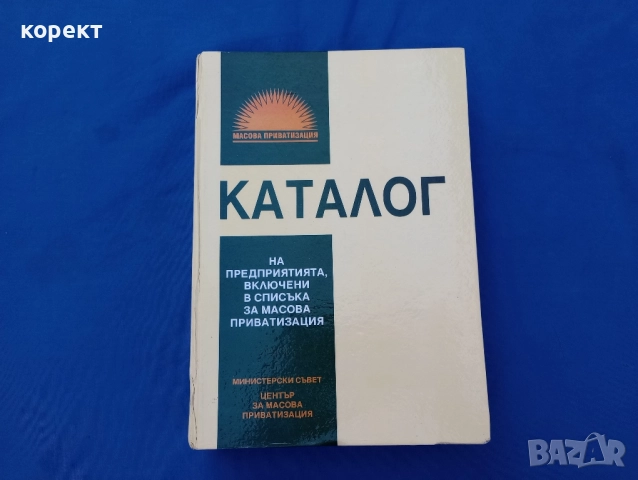 корект
МАСОВА ПРИВАТИЗАЦИЯ
КАТАЛОГ
НА
ПРЕДПРИЯТИЯТА,
ВКЛЮЧЕНИ
В СПИСЪКА
ЗА МАСОВА
ПРИВАТИЗАЦИЯ
МИНИСТЕРСКИ СЪВЕТ
ЦЕНТЪР
ЗА МАСОВА
ПРИВАТИЗАЦИЯ
BAZAR